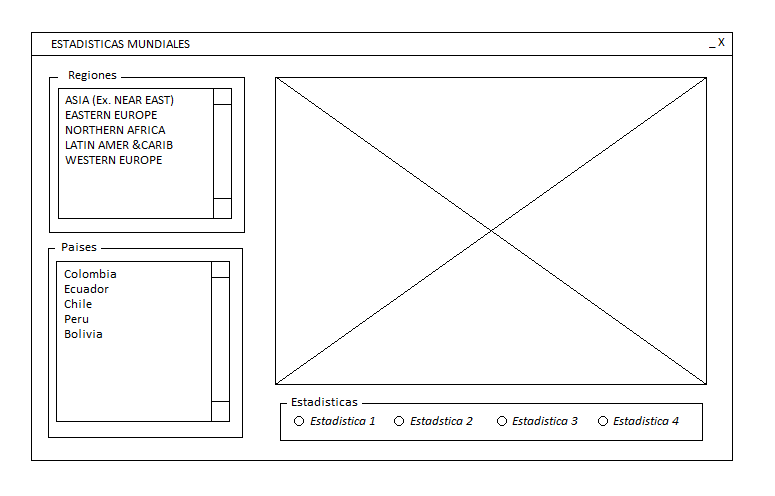 ESTADISTICAS MUNDIALES
_ X
Regiones
ASIA (Ex. NEAR EAST)
EASTERN EUROPE
NORTHERN AFRICA
LATIN AMER &CARIB
WESTERN EUROPE
Paises
Colombia
Ecuador
Chile
Peru
Bolivia
Estadisticas
Estadistica 1 Estadstica 2 Estadistica 3 Estadistica 4